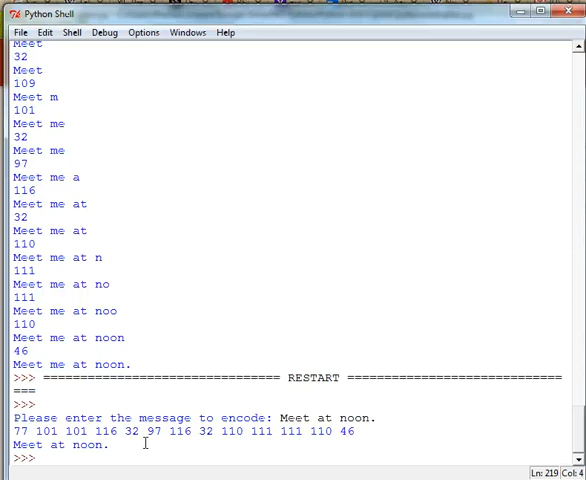 Python Shell
File Edit Shell Debug Options Windows Help
Meet
32
Meet
109
Meet m
101
Meet me
32
Meet me
97
Meet me a
116
Meet me at
32
Meet me at
110
Meet me at n
111
Meet me at no
111
Meet me at noo
110
Meet me at noon
46
Meet me at noon.
>>> ================================ RESTART ==============================
===
>>>
Please enter the message to encode: Meet at noon.
77 101 101 116 32 97 116 32 110 111 111 110 46
Meet at noon.
>>>
Ln: 219 Col: 4